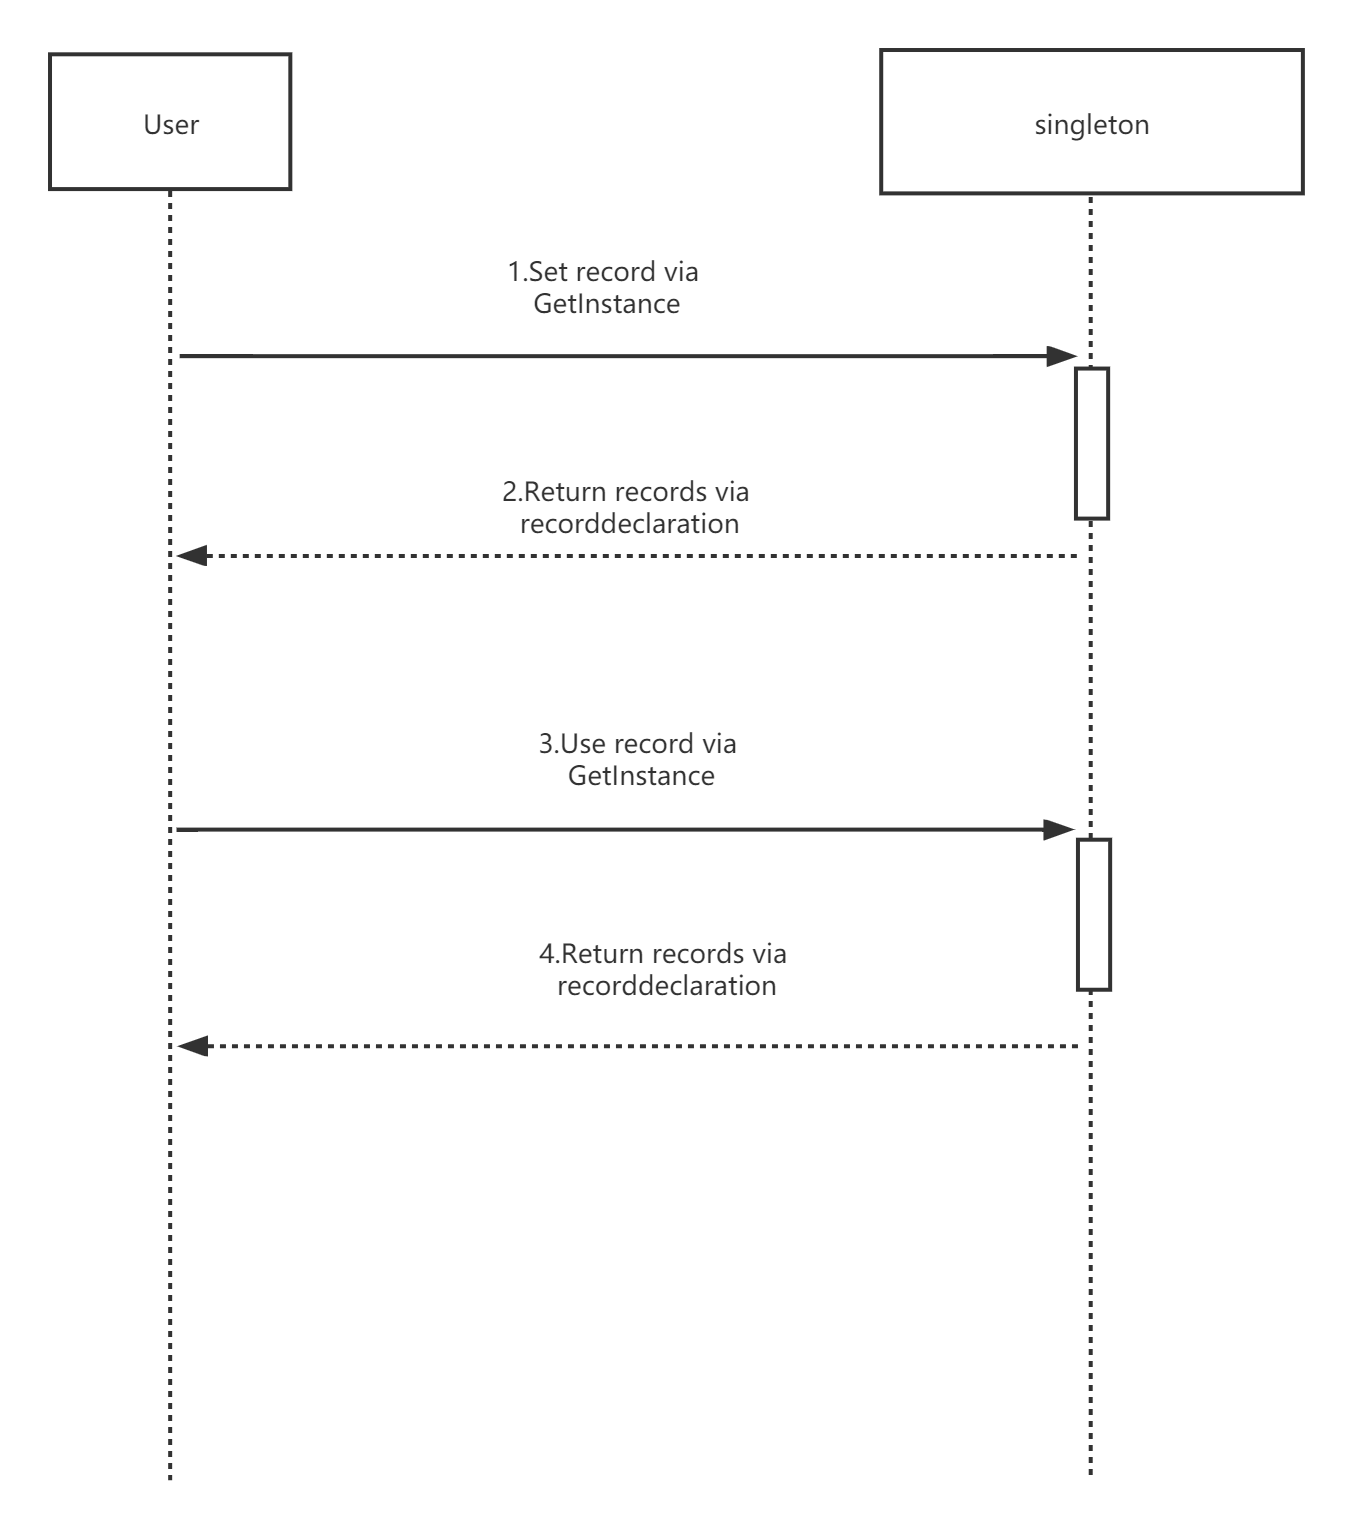 User
singleton
1.Set record via
GetInstance
2.Return records via
recorddeclaration
3.Use record via
GetInstance
4.Return records via
recorddeclaration